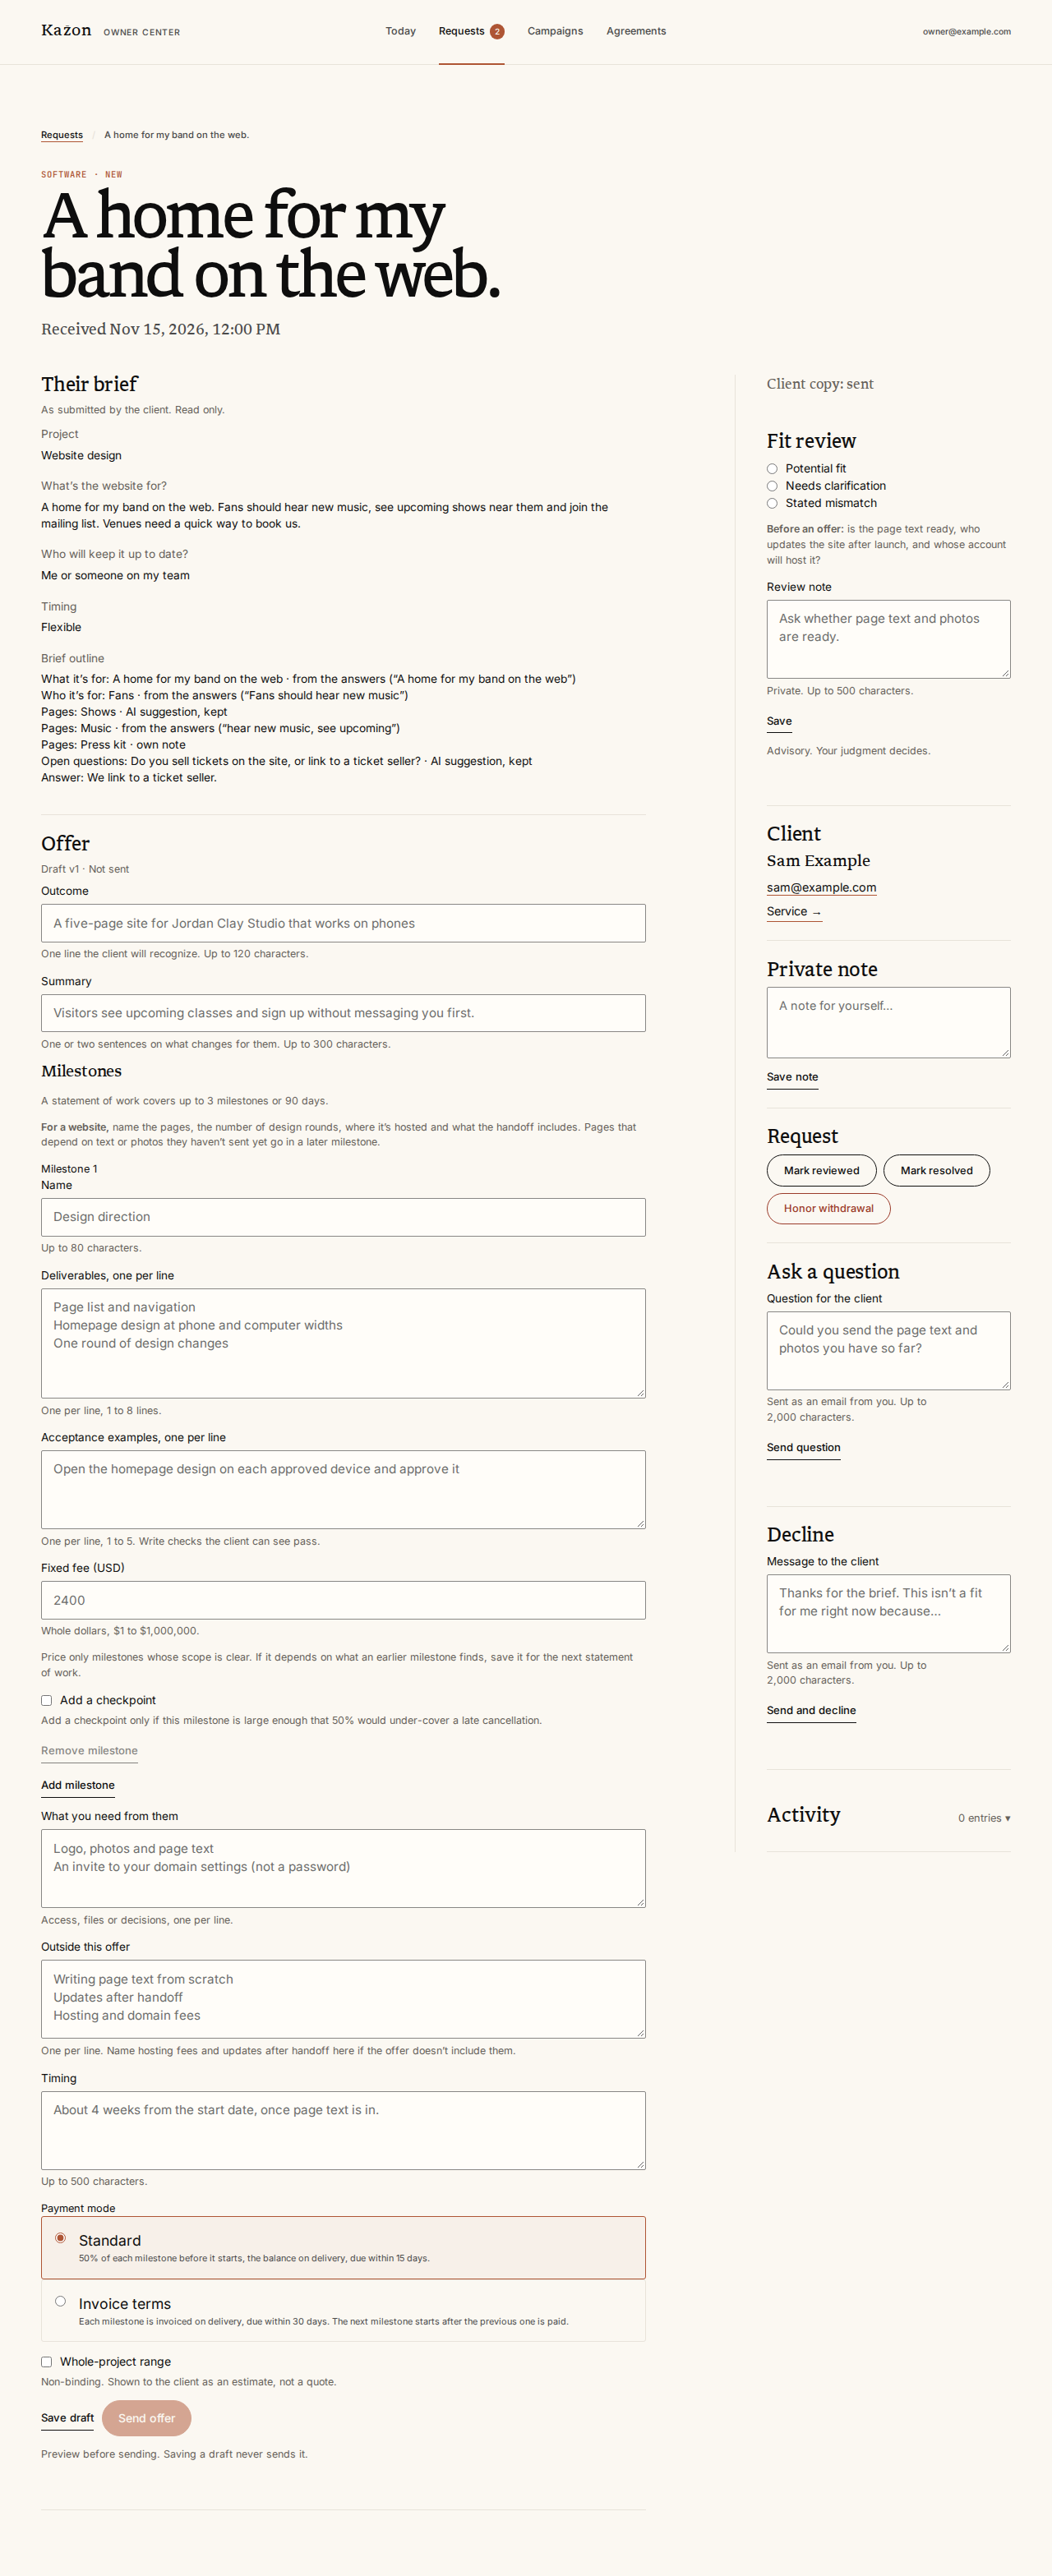 Kažon OWNER CENTER
Today
Requests 2
Campaigns
Agreements
owner@example.com
Requests / A home for my band on the web.
SOFTWARE · NEW
A home for my
band on the web.
Received Nov 15, 2026, 12:00 PM
Their brief
As submitted by the client. Read only.
Project
Website design
What’s the website for?
A home for my band on the web. Fans should hear new music, see upcoming shows near them and join the
mailing list. Venues need a quick way to book us.
Who will keep it up to date?
Me or someone on my team
Timing
Flexible
Brief outline
What it’s for: A home for my band on the web · from the answers (“A home for my band on the web”)
Who it’s for: Fans · from the answers (“Fans should hear new music”)
Pages: Shows · AI suggestion, kept
Pages: Music · from the answers (“hear new music, see upcoming”)
Pages: Press kit · own note
Open questions: Do you sell tickets on the site, or link to a ticket seller? · AI suggestion, kept
Answer: We link to a ticket seller.
Offer
Draft v1 · Not sent
Outcome
A five-page site for Jordan Clay Studio that works on phones
One line the client will recognize. Up to 120 characters.
Summary
Visitors see upcoming classes and sign up without messaging you first.
One or two sentences on what changes for them. Up to 300 characters.
Milestones
A statement of work covers up to 3 milestones or 90 days.
For a website, name the pages, the number of design rounds, where it’s hosted and what the handoff includes. Pages that
depend on text or photos they haven’t sent yet go in a later milestone.
Milestone 1
Name
Design direction
Up to 80 characters.
Deliverables, one per line
Page list and navigation
Homepage design at phone and computer widths
One round of design changes
One per line, 1 to 8 lines.
Acceptance examples, one per line
Open the homepage design on each approved device and approve it
One per line, 1 to 5. Write checks the client can see pass.
Fixed fee (USD)
2400
Whole dollars, $1 to $1,000,000.
Price only milestones whose scope is clear. If it depends on what an earlier milestone finds, save it for the next statement
of work.
Add a checkpoint
Add a checkpoint only if this milestone is large enough that 50% would under-cover a late cancellation.
Remove milestone
Add milestone
What you need from them
Logo, photos and page text
An invite to your domain settings (not a password)
Access, files or decisions, one per line.
Outside this offer
Writing page text from scratch
Updates after handoff
Hosting and domain fees
One per line. Name hosting fees and updates after handoff here if the offer doesn’t include them.
Timing
About 4 weeks from the start date, once page text is in.
Up to 500 characters.
Payment mode
Standard
50% of each milestone before it starts, the balance on delivery, due within 15 days.
Invoice terms
Each milestone is invoiced on delivery, due within 30 days. The next milestone starts after the previous one is paid.
Whole-project range
Non-binding. Shown to the client as an estimate, not a quote.
Save draft
Send offer
Preview before sending. Saving a draft never sends it.
Client copy: sent
Fit review
Potential fit
Needs clarification
Stated mismatch
Before an offer: is the page text ready, who
updates the site after launch, and whose account
will host it?
Review note
Ask whether page text and photos
are ready.
Private. Up to 500 characters.
Save
Advisory. Your judgment decides.
Client
Sam Example
sam@example.com
Service →
Private note
A note for yourself…
Save note
Request
Mark reviewed
Mark resolved
Honor withdrawal
Ask a question
Question for the client
Could you send the page text and
photos you have so far?
Sent as an email from you. Up to
2,000 characters.
Send question
Decline
Message to the client
Thanks for the brief. This isn’t a fit
for me right now because…
Sent as an email from you. Up to
2,000 characters.
Send and decline
Activity
0 entries ▾